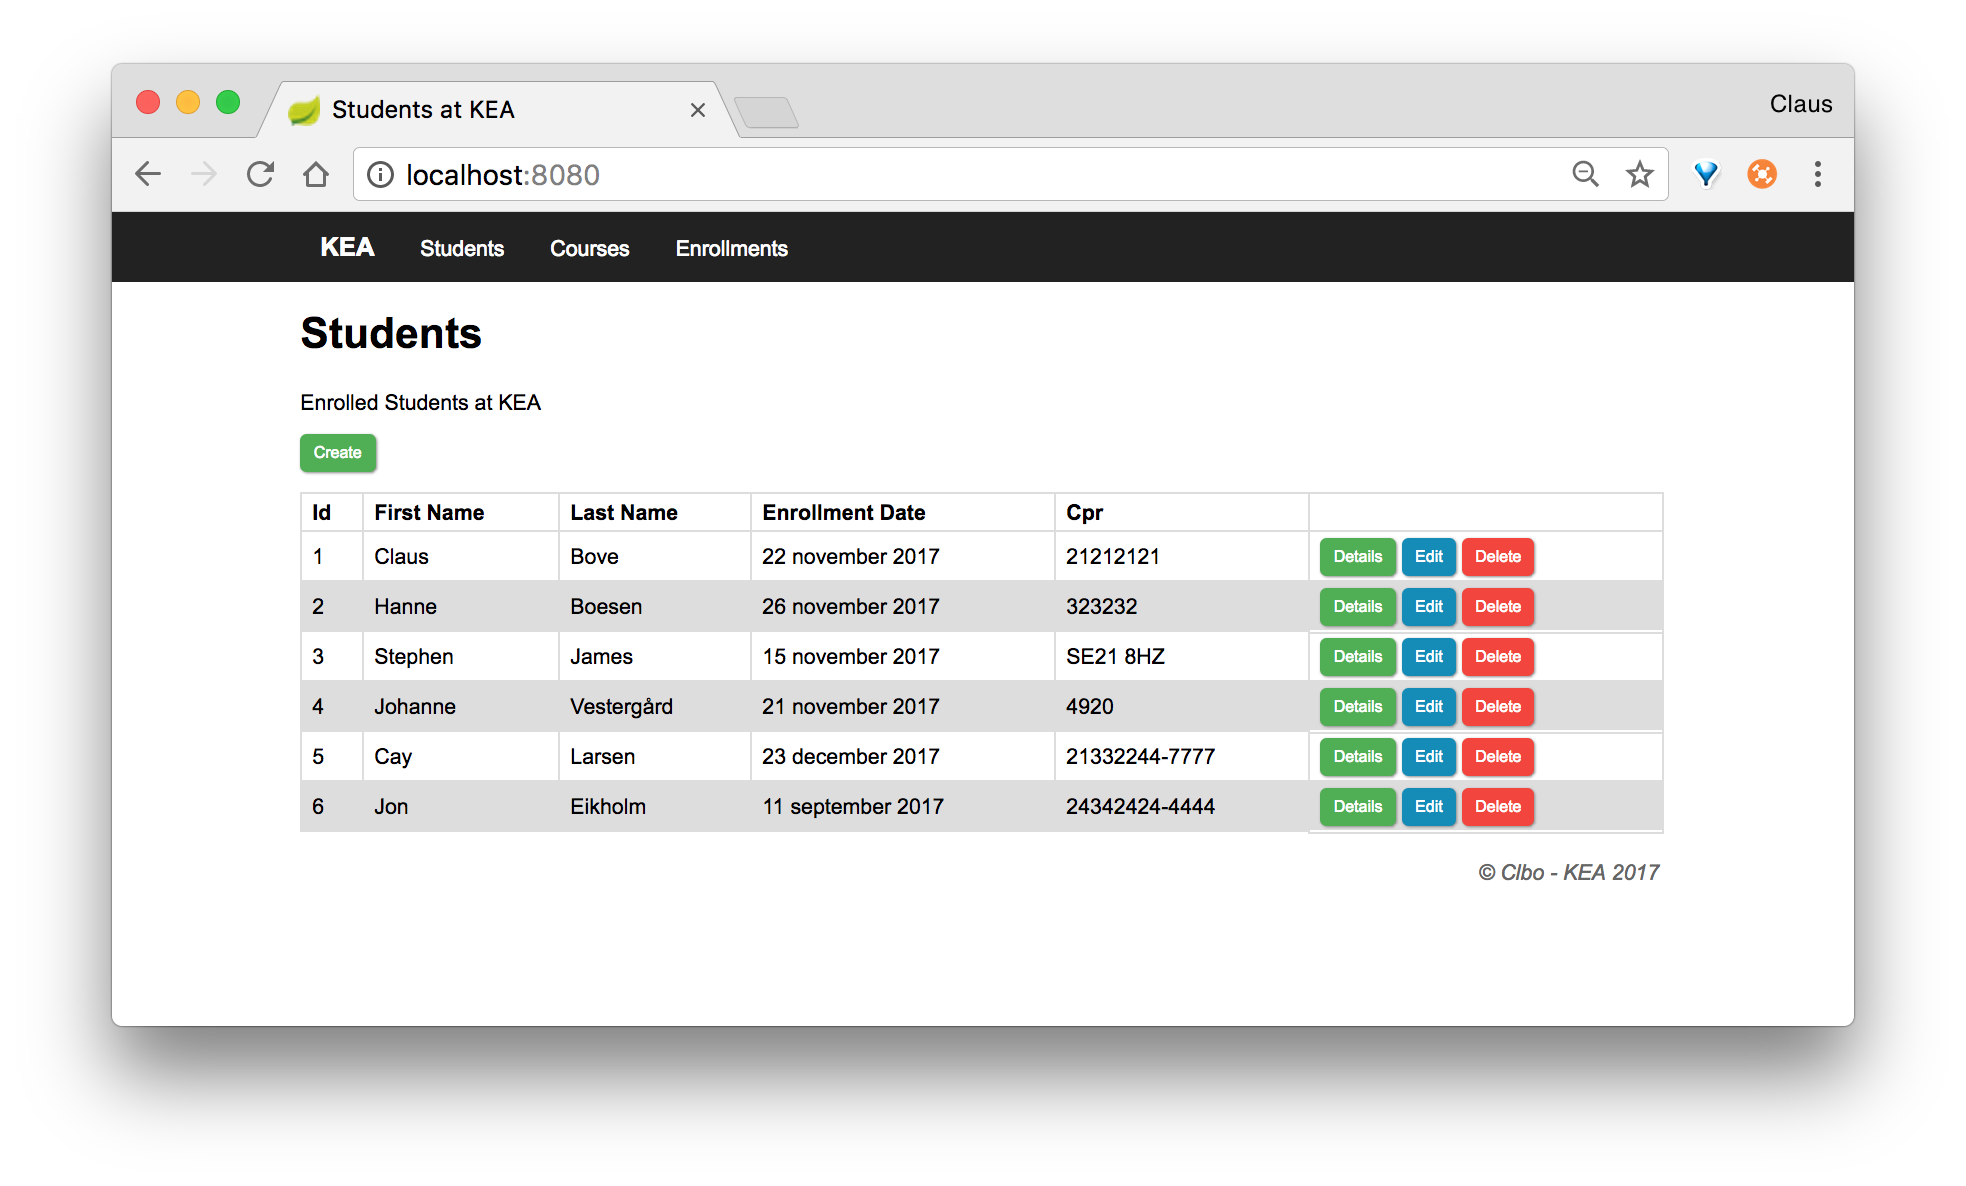 Students at KEA
Claus
localhost:8080
KEA Students Courses Enrollments
Students
Enrolled Students at KEA
Create
Id First Name Last Name Enrollment Date Cpr
1 Claus Bove 22 november 2017 21212121 Details Edit Delete
2 Hanne Boesen 26 november 2017 323232 Details Edit Delete
3 Stephen James 15 november 2017 SE21 8HZ Details Edit Delete
4 Johanne Vestergård 21 november 2017 4920 Details Edit Delete
5 Cay Larsen 23 december 2017 21332244-7777 Details Edit Delete
6 Jon Eikholm 11 september 2017 24342424-4444 Details Edit Delete
© Clbo - KEA 2017